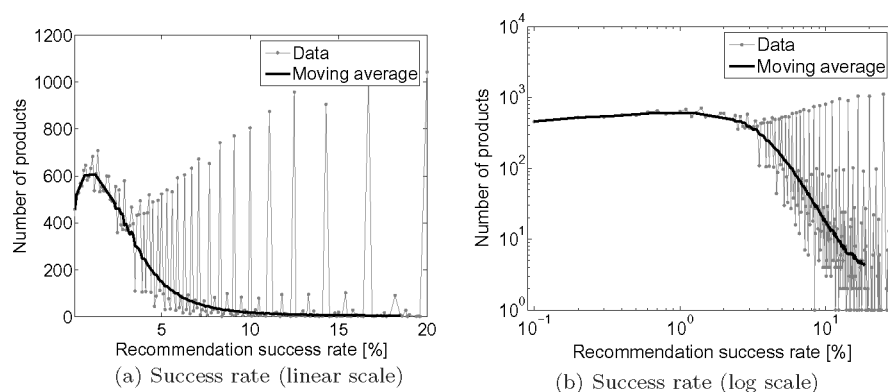 1200
1000
800
600
400
200
0
Number of products
Data
Moving average
5
10
15
20
Recommendation success rate [%]
(a) Success rate (linear scale)
10^4
10^3
10^2
10^1
10^0
Number of products
Data
Moving average
10^-1
10^0
10^1
Recommendation success rate [%]
(b) Success rate (log scale)